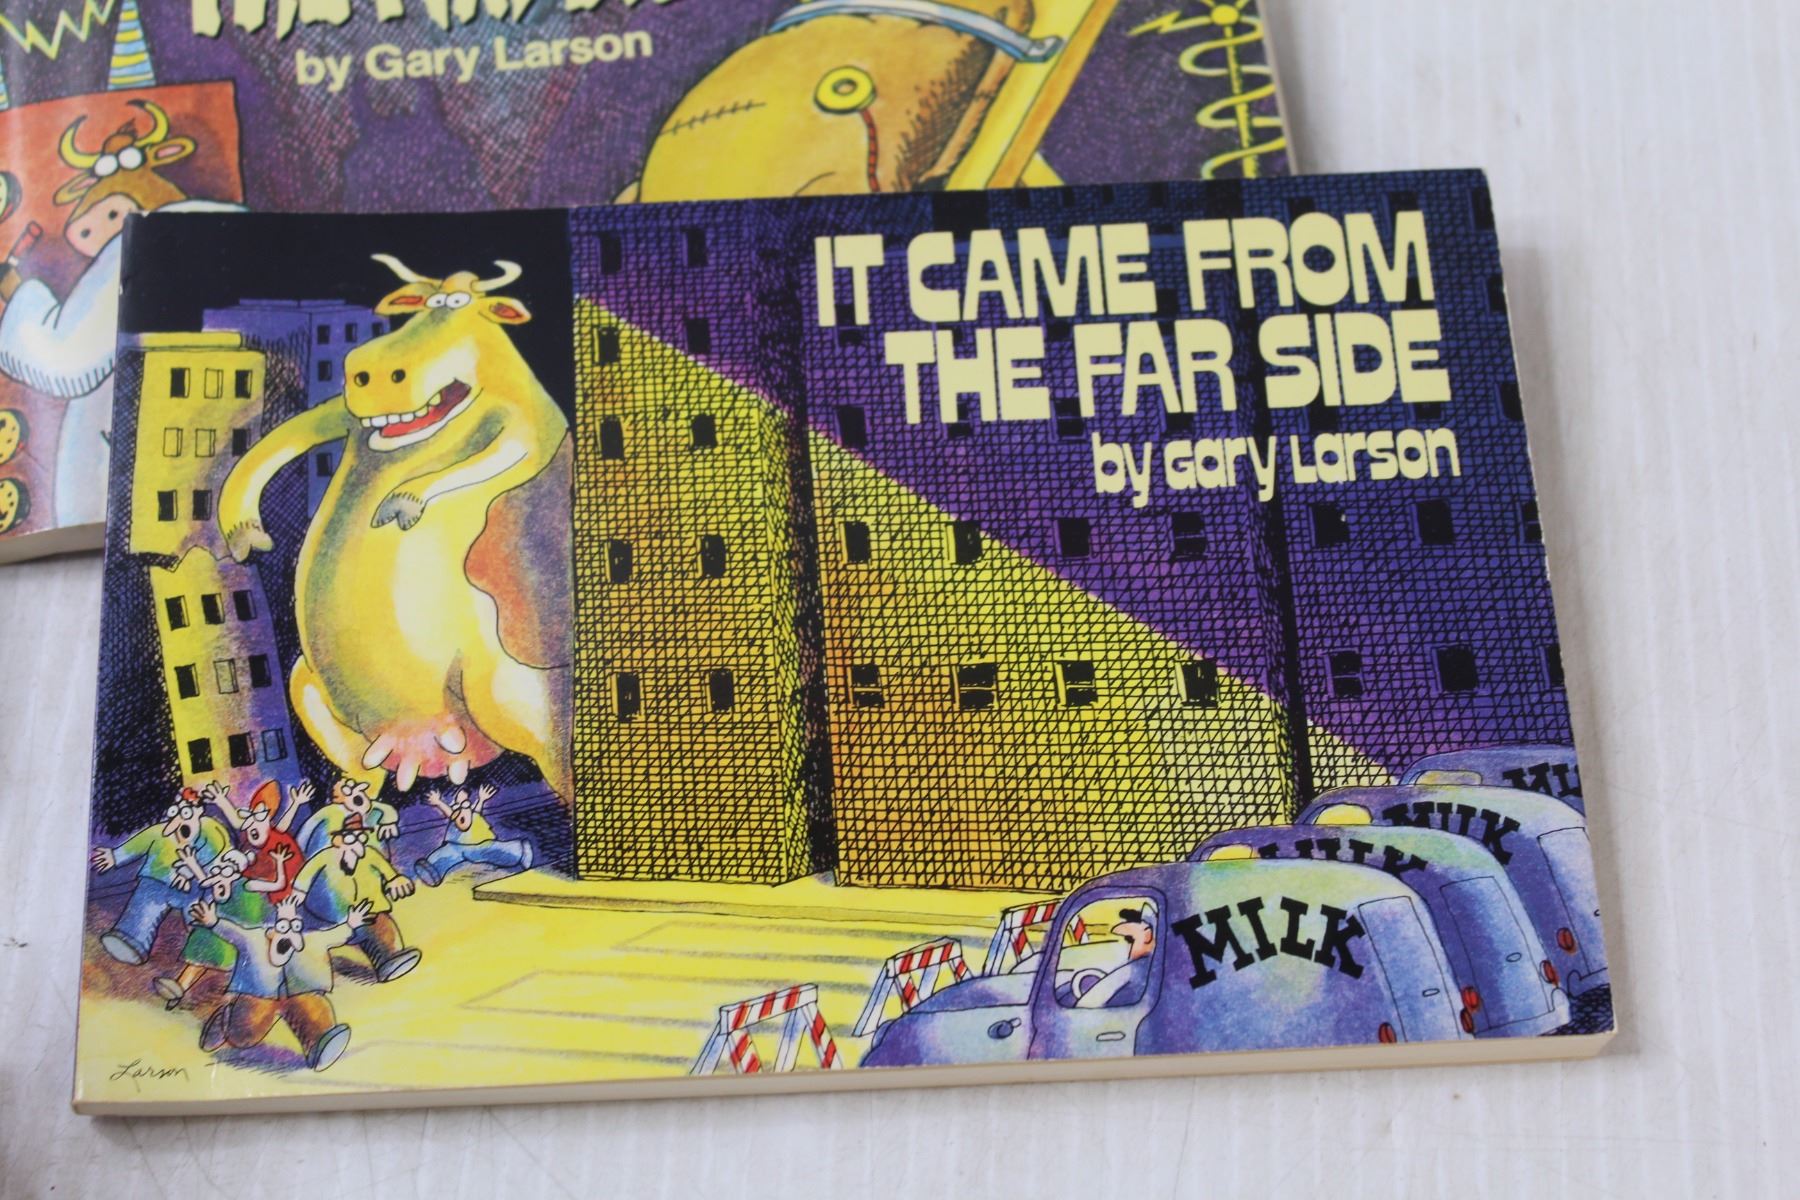 by Gary Larson
IT CAME FROM
THE FAR SIDE
by Gary Larson
MILK
MILK
MILK
Larson